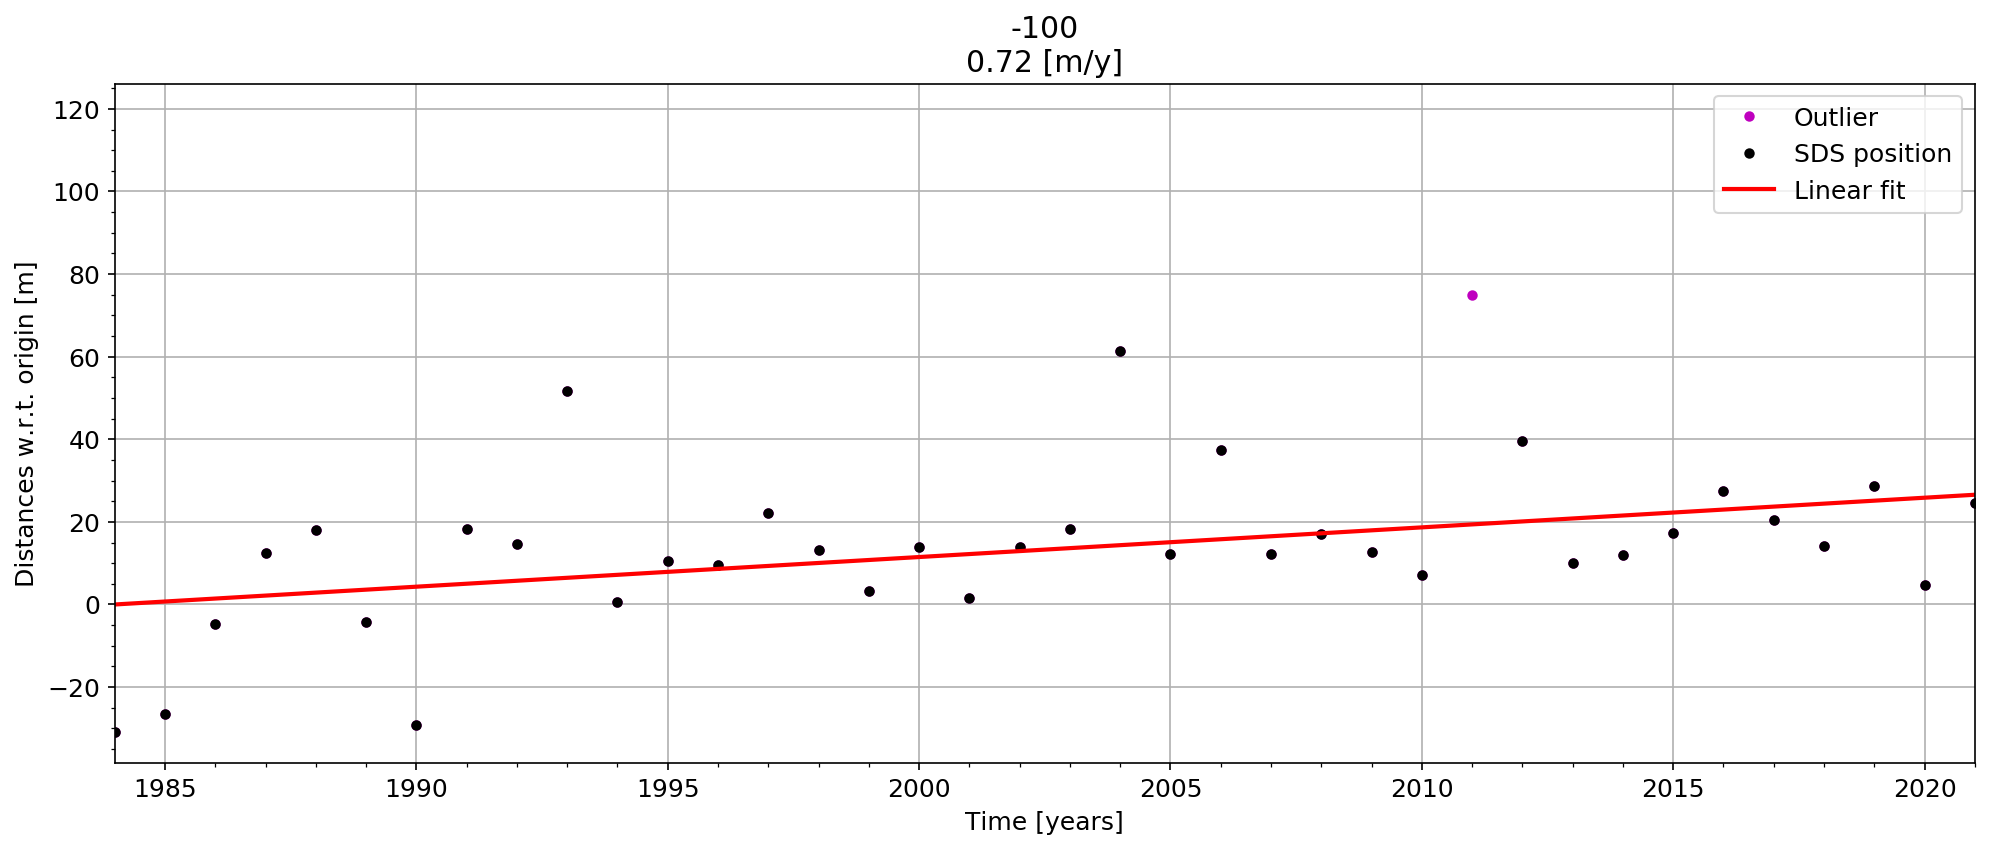 -100
0.72 [m/y]
120
100
80
60
40
20
0
−20
Distances w.r.t. origin [m]
Outlier
SDS position
Linear fit
1985 1990 1995 2000 2005 2010 2015 2020
Time [years]